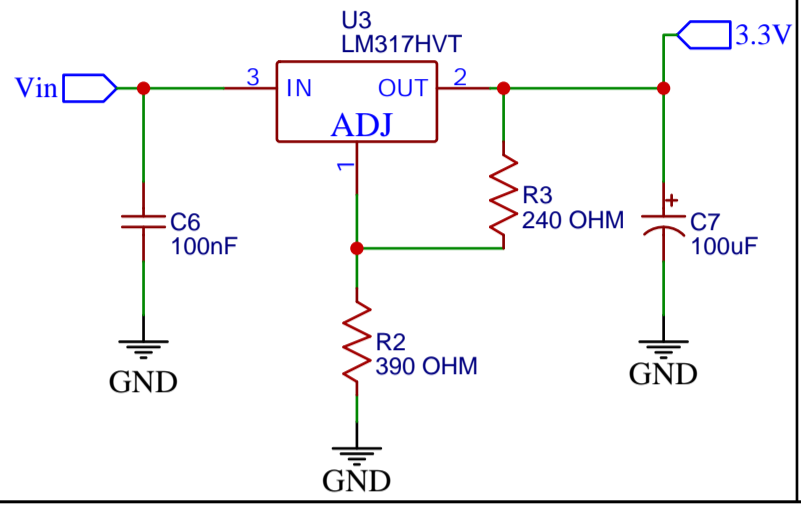 U3
LM317HVT
3.3V
Vin
3
IN
OUT
2
ADJ
1
R3
240 OHM
C6
100nF
C7
100uF
R2
390 OHM
GND
GND
GND